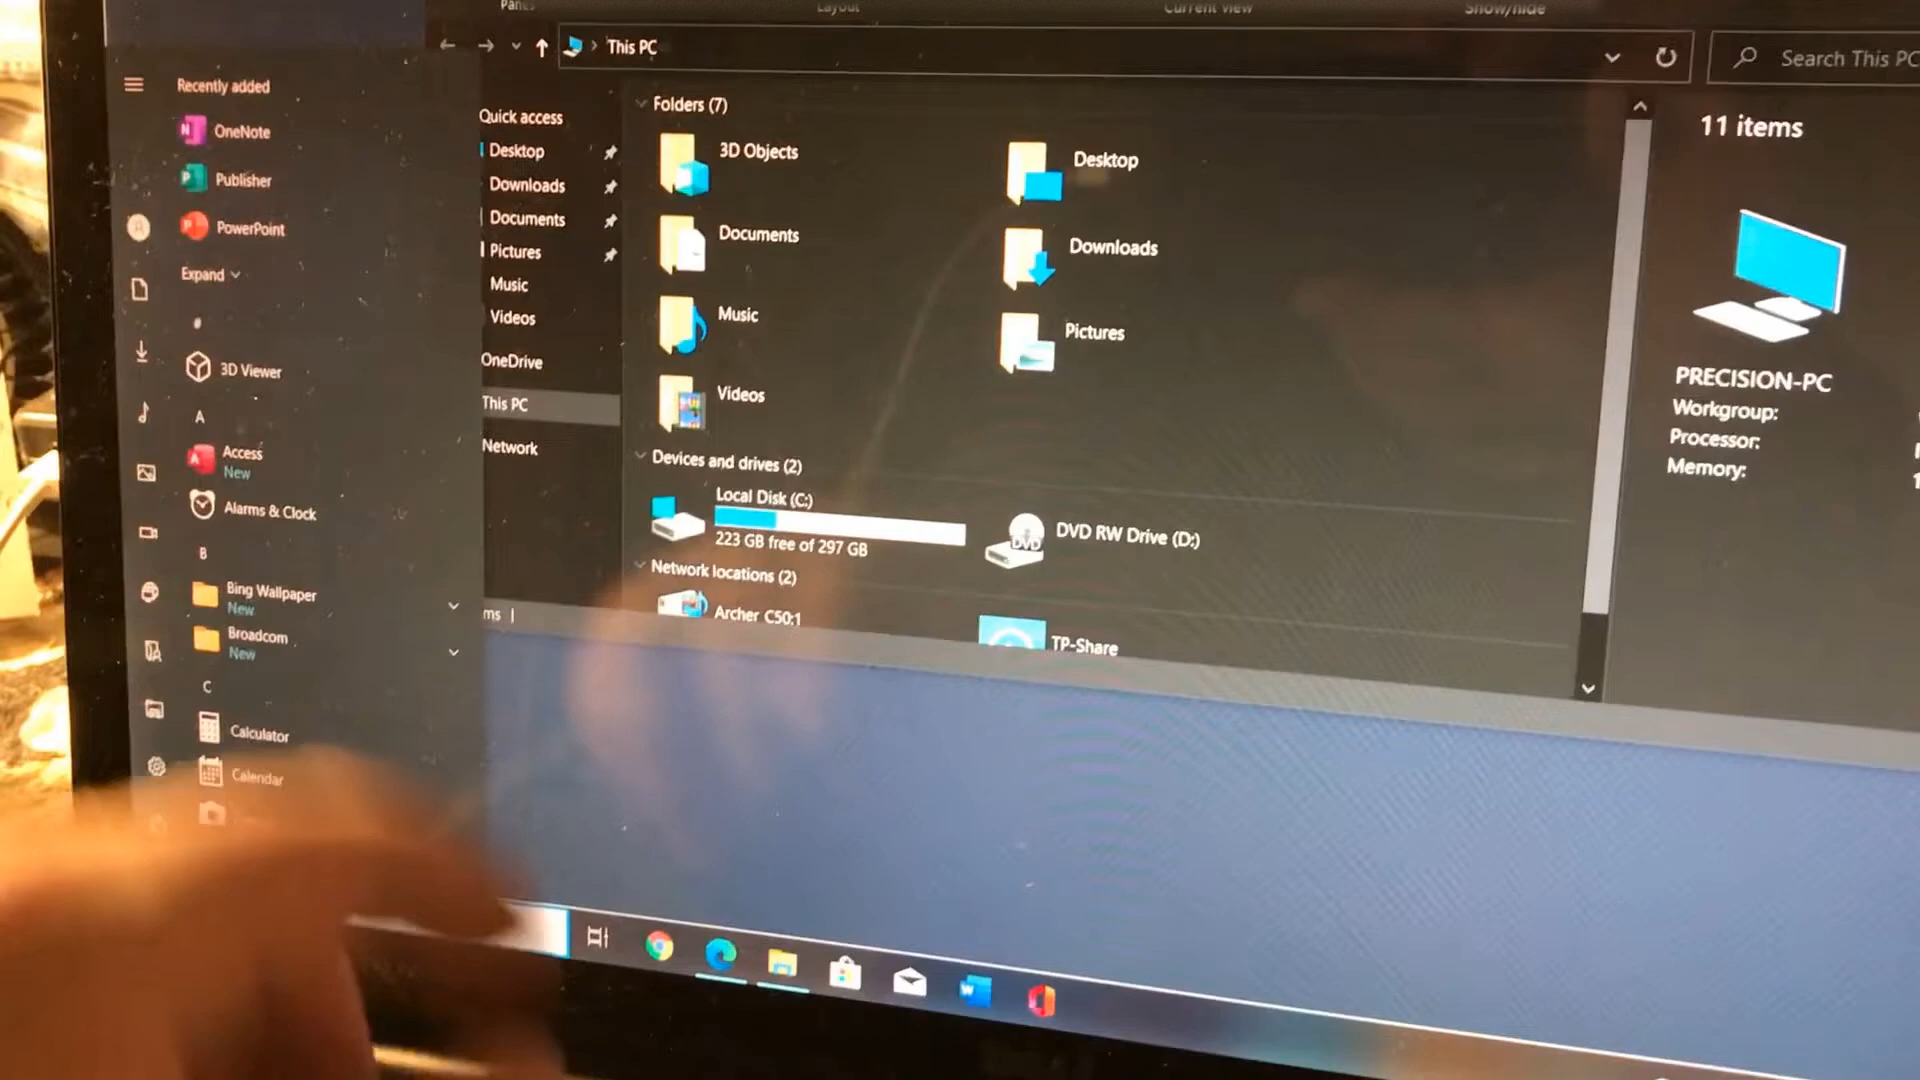 Panes
Layout
Current view
Show/hide
This PC
Search This PC
Recently added
OneNote
Publisher
PowerPoint
Expand
#
3D Viewer
A
Access
New
Alarms & Clock
B
Bing Wallpaper
New
Broadcom
New
C
Calculator
Calendar
Quick access
Desktop
Downloads
Documents
Pictures
Music
Videos
OneDrive
This PC
Network
ms
Folders (7)
3D Objects
Desktop
Documents
Downloads
Music
Pictures
Videos
Devices and drives (2)
Local Disk (C:)
223 GB free of 297 GB
DVD RW Drive (D:)
DVD
Network locations (2)
Archer C50:1
TP-Share
11 items
PRECISION-PC
Workgroup:
Processor:
Memory: